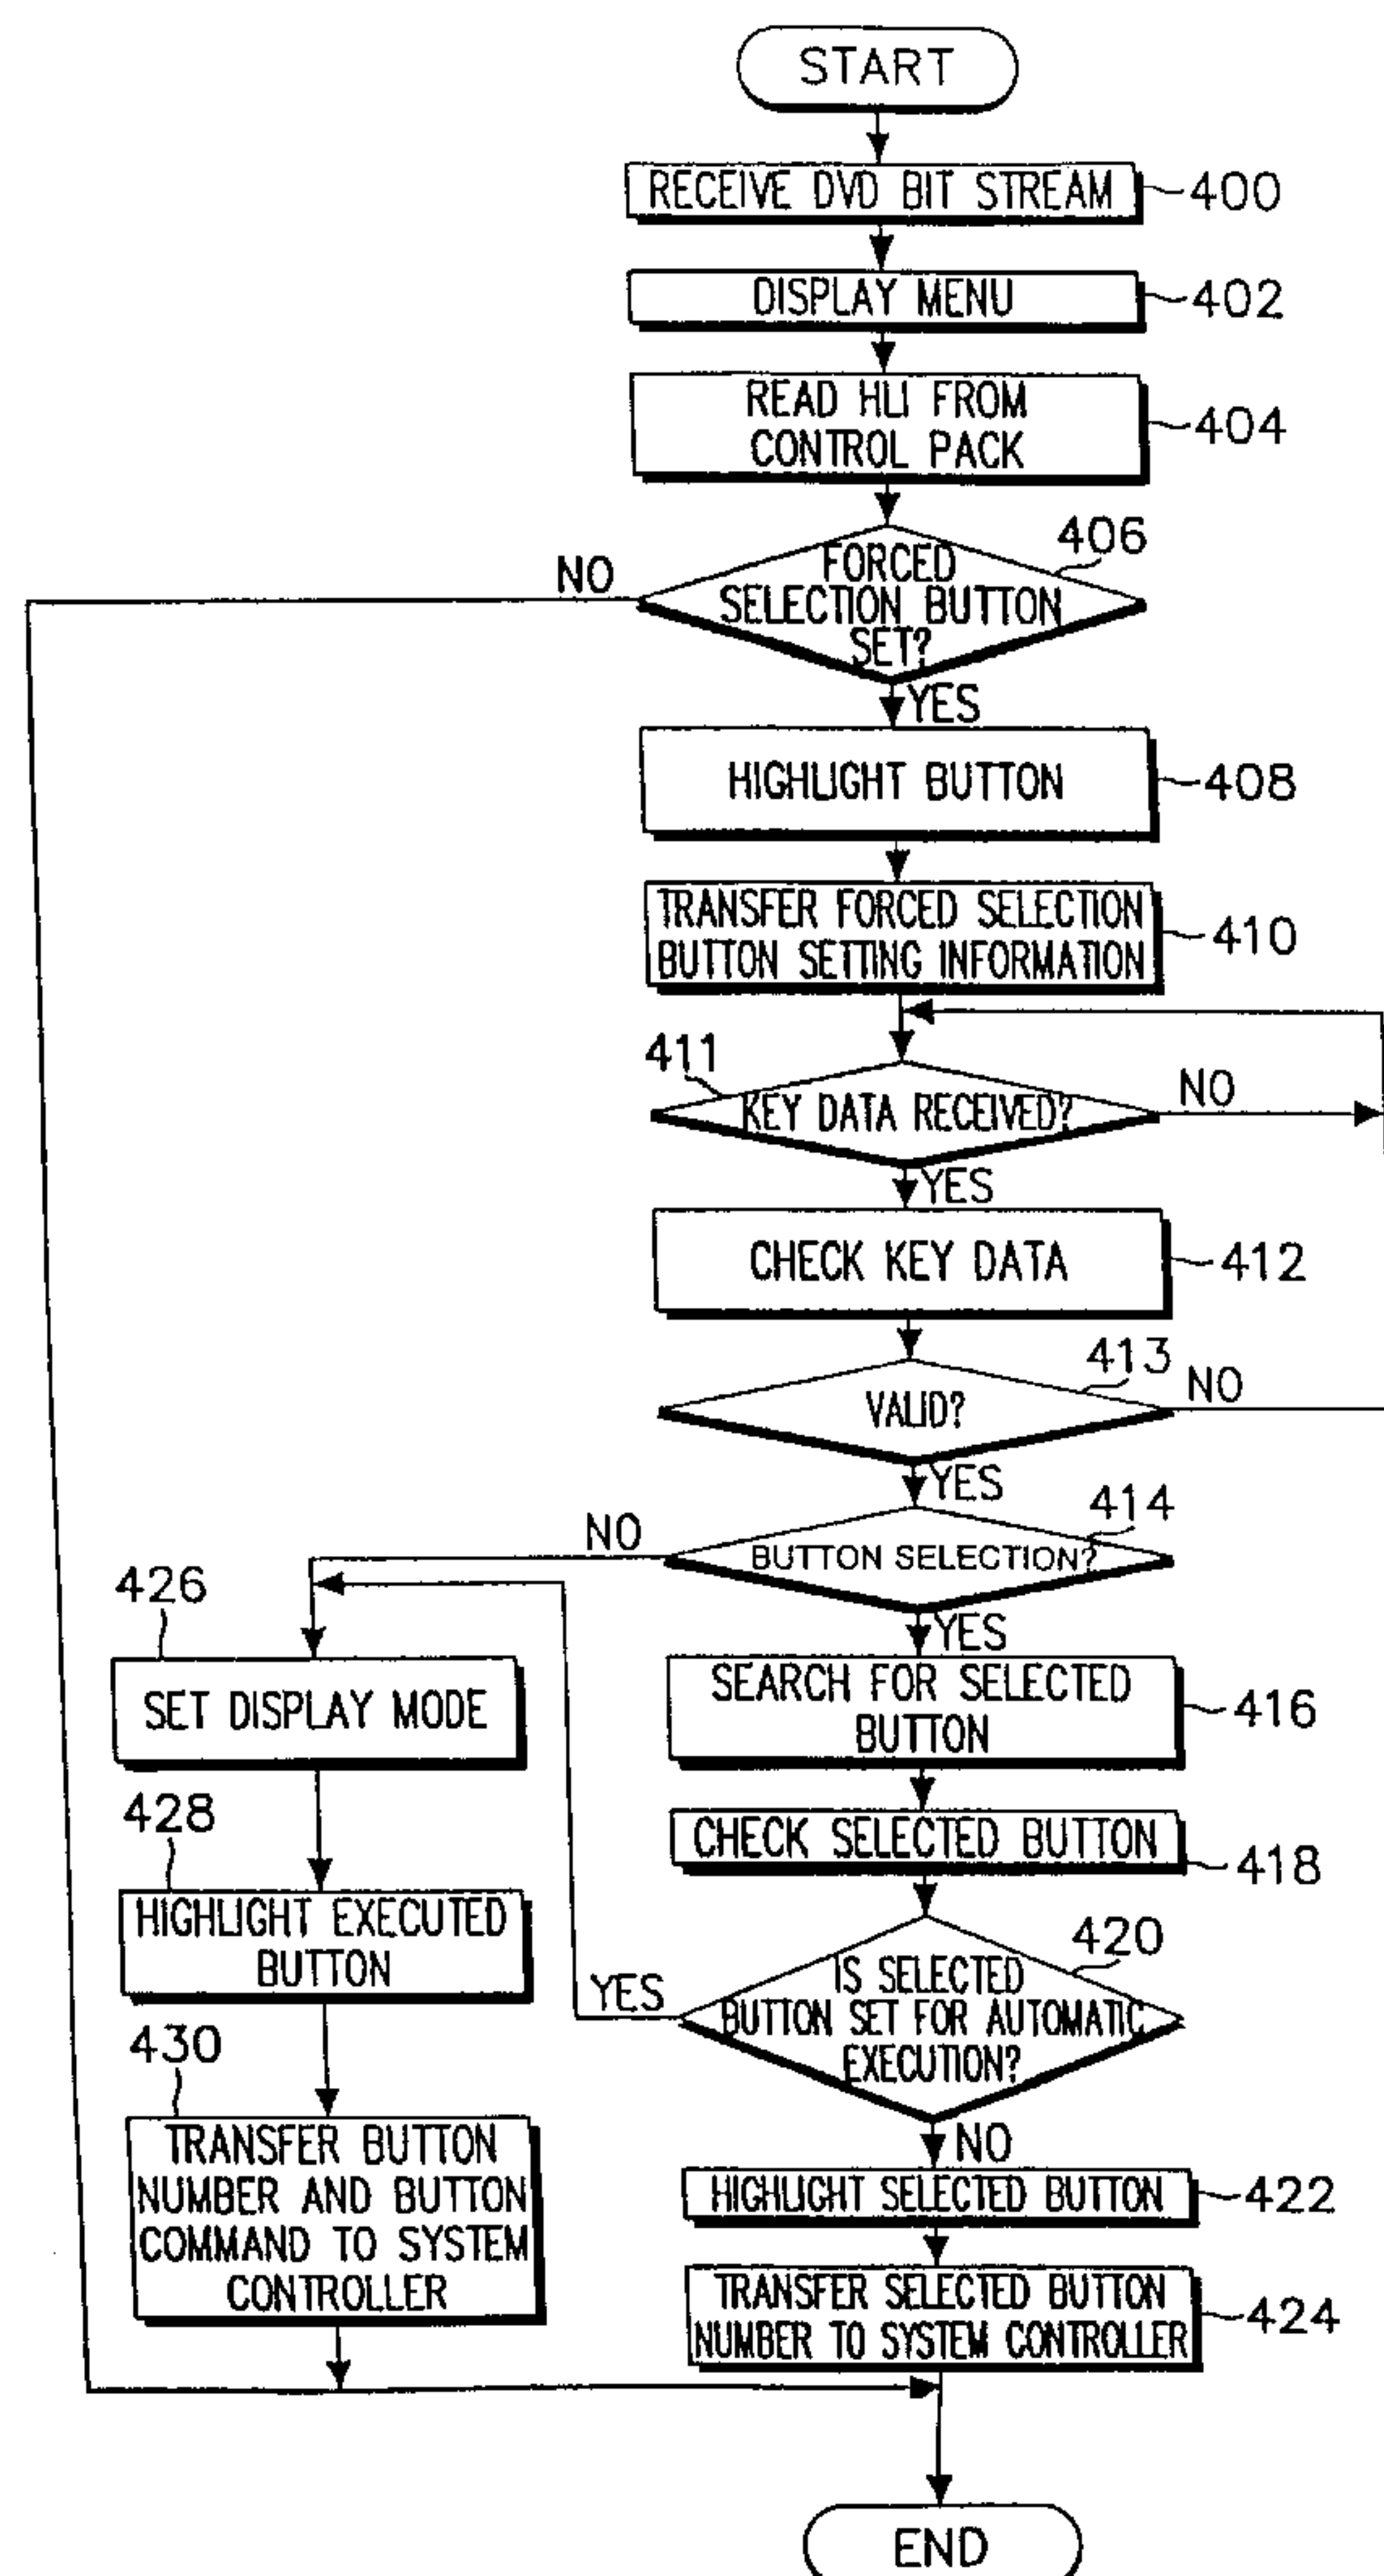 START
RECEIVE DVD BIT STREAM
400
DISPLAY MENU
402
READ HLI FROM
CONTROL PACK
404
406
FORCED
SELECTION BUTTON
SET?
NO
YES
HIGHLIGHT BUTTON
408
TRANSFER FORCED SELECTION
BUTTON SETTING INFORMATION
410
411
KEY DATA RECEIVED?
NO
YES
CHECK KEY DATA
412
413
VALID?
NO
YES
414
BUTTON SELECTION?
NO
YES
SEARCH FOR SELECTED
BUTTON
416
CHECK SELECTED BUTTON
418
420
IS SELECTED
BUTTON SET FOR AUTOMATIC
EXECUTION?
YES
NO
HIGHLIGHT SELECTED BUTTON
422
TRANSFER SELECTED BUTTON
NUMBER TO SYSTEM CONTROLLER
424
426
SET DISPLAY MODE
428
HIGHLIGHT EXECUTED
BUTTON
430
TRANSFER BUTTON
NUMBER AND BUTTON
COMMAND TO SYSTEM
CONTROLLER
END